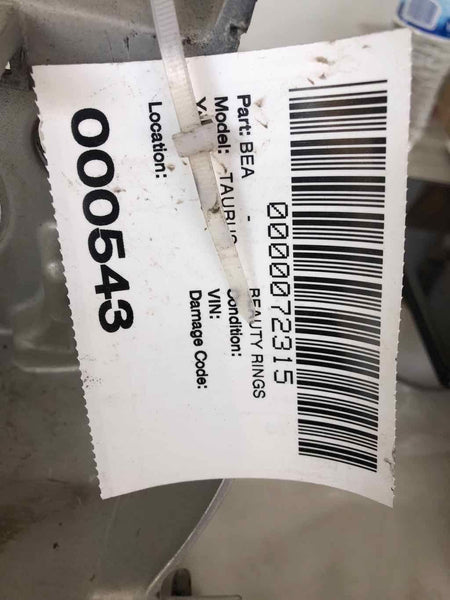 0000072315
Part: BEA - BEAUTY RINGS
Model: TAURUS Condition:
VIN:
Location: Damage Code:
000543